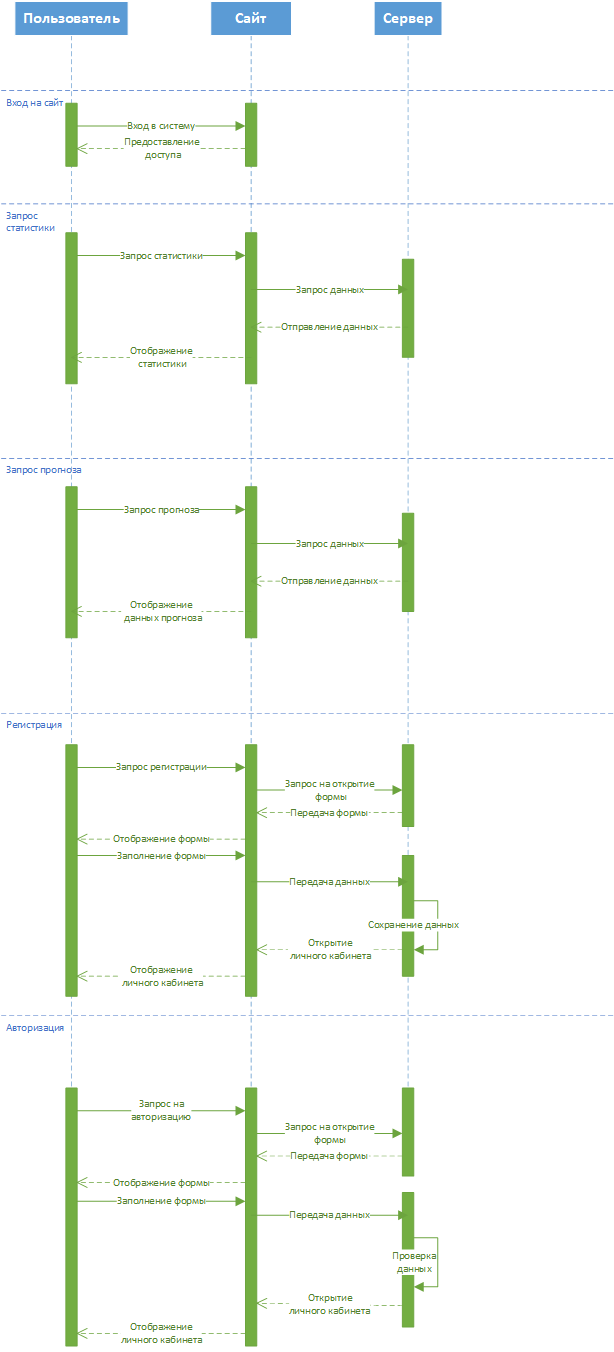 Пользователь
Сайт
Сервер
Вход на сайт
Вход в систему
Предоставление
доступа
Запрос
статистики
Запрос статистики
Запрос данных
Отправление данных
Отображение
статистики
Запрос прогноза
Запрос прогноза
Запрос данных
Отправление данных
Отображение
данных прогноза
Регистрация
Запрос регистрации
Запрос на открытие
формы
Передача формы
Отображение формы
Заполнение формы
Передача данных
Сохранение данных
Открытие
личного кабинета
Отображение
личного кабинета
Авторизация
Запрос на
авторизацию
Запрос на открытие
формы
Передача формы
Отображение формы
Заполнение формы
Передача данных
Проверка
данных
Открытие
личного кабинета
Отображение
личного кабинета